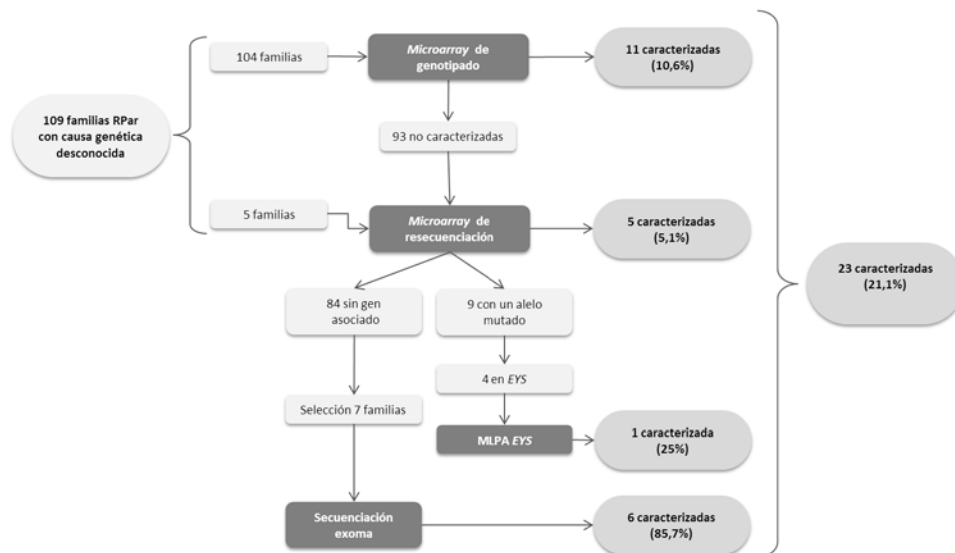 109 familias RPar
con causa genética
desconocida
104 familias
Microarray de
genotipado
11 caracterizadas
(10,6%)
93 no caracterizadas
5 familias
Microarray de
resecuenciación
5 caracterizadas
(5,1%)
23 caracterizadas
(21,1%)
84 sin gen
asociado
9 con un alelo
mutado
4 en EYS
Selección 7 familias
MLPA EYS
1 caracterizada
(25%)
Secuenciación
exoma
6 caracterizadas
(85,7%)